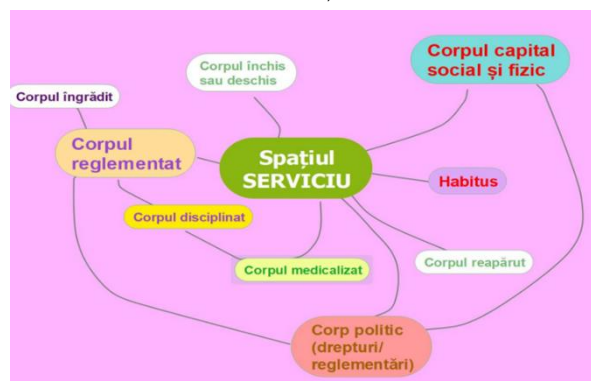 Corpul capital
social și fizic
Corpul închis
sau deschis
Corpul îngrădit
Corpul
reglementat
Spațiul
SERVICIU
Habitus
Corpul disciplinat
Corpul reapărut
Corpul medicalizat
Corp politic
(drepturi/
reglementări)